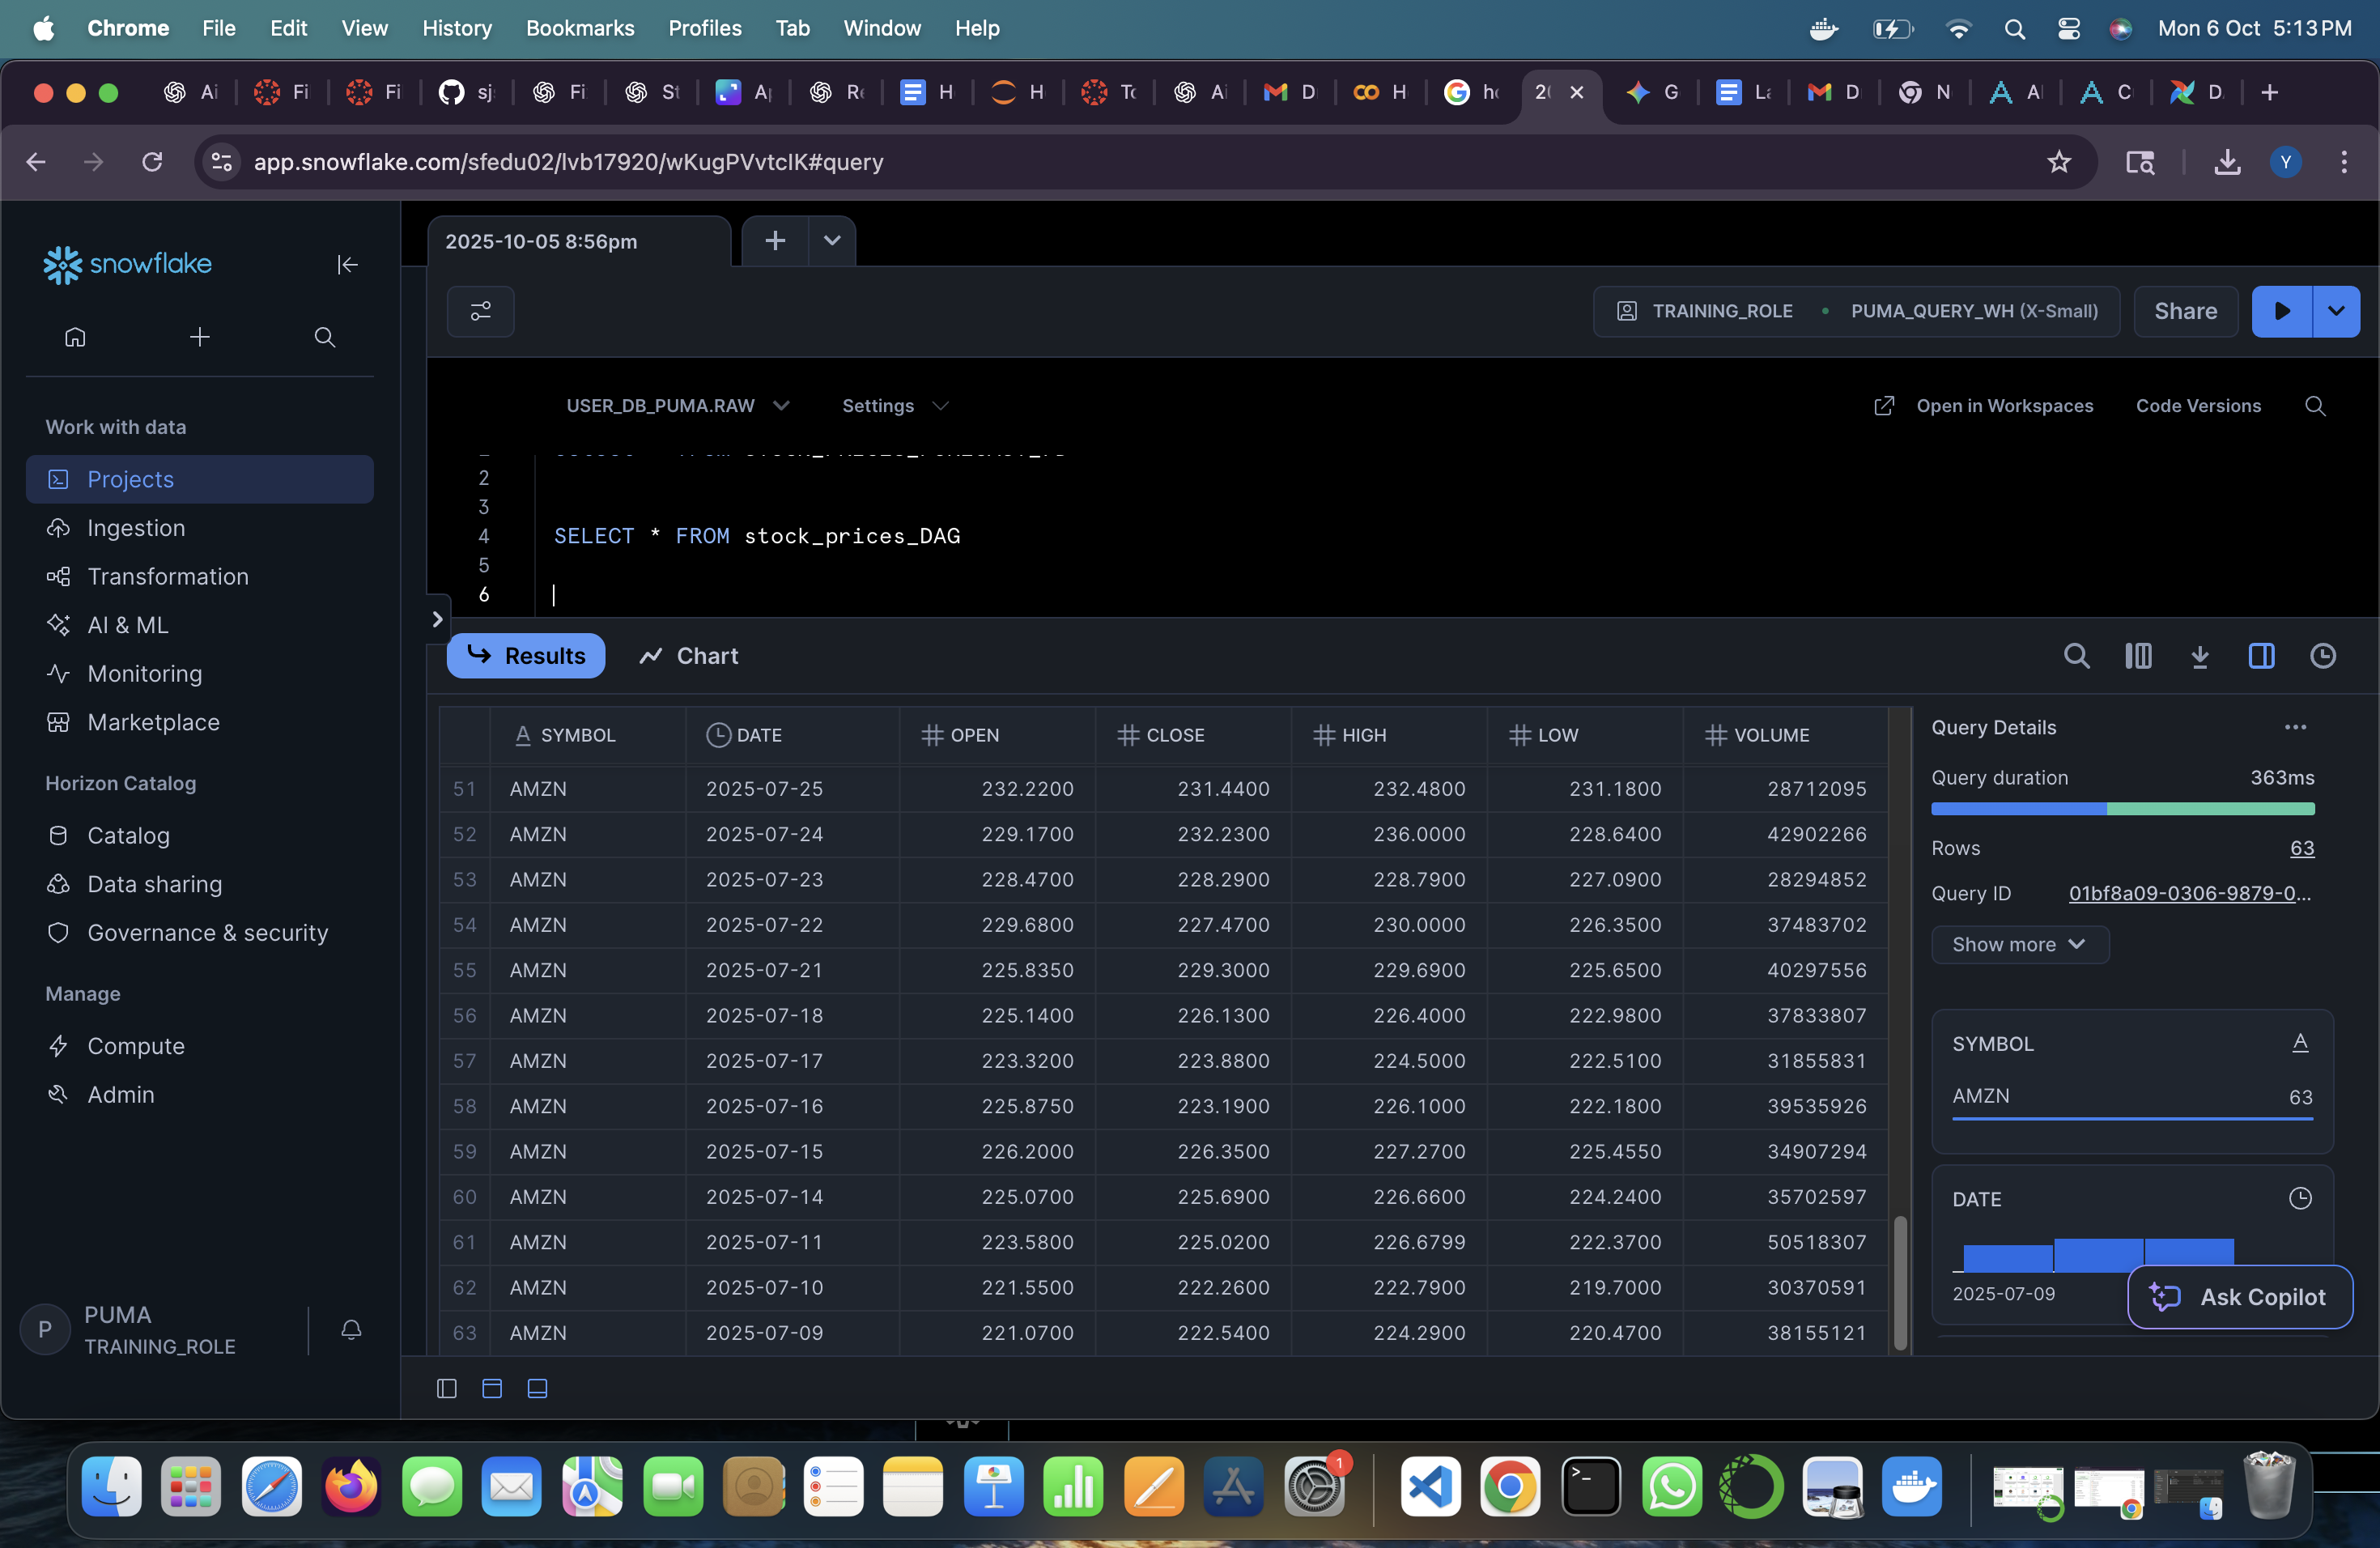 Chrome File Edit View History Bookmarks Profiles Tab Window Help Mon 6 Oct 5:13 PM
app.snowflake.com/sfedu02/lvb17920/wKugPVvtclK#query
snowflake
Work with data
Projects
Ingestion
Transformation
AI & ML
Monitoring
Marketplace
Horizon Catalog
Catalog
Data sharing
Governance & security
Manage
Compute
Admin
P
PUMA
TRAINING_ROLE
2025-10-05 8:56pm
TRAINING_ROLE PUMA_QUERY_WH (X-Small) Share
USER_DB_PUMA.RAW Settings Open in Workspaces Code Versions
2
3
4 SELECT * FROM stock_prices_DAG
5
6
Results Chart
SYMBOL DATE OPEN CLOSE HIGH LOW VOLUME
51 AMZN 2025-07-25 232.2200 231.4400 232.4800 231.1800 28712095
52 AMZN 2025-07-24 229.1700 232.2300 236.0000 228.6400 42902266
53 AMZN 2025-07-23 228.4700 228.2900 228.7900 227.0900 28294852
54 AMZN 2025-07-22 229.6800 227.4700 230.0000 226.3500 37483702
55 AMZN 2025-07-21 225.8350 229.3000 229.6900 225.6500 40297556
56 AMZN 2025-07-18 225.1400 226.1300 226.4000 222.9800 37833807
57 AMZN 2025-07-17 223.3200 223.8800 224.5000 222.5100 31855831
58 AMZN 2025-07-16 225.8750 223.1900 226.1000 222.1800 39535926
59 AMZN 2025-07-15 226.2000 226.3500 227.2700 225.4550 34907294
60 AMZN 2025-07-14 225.0700 225.6900 226.6600 224.2400 35702597
61 AMZN 2025-07-11 223.5800 225.0200 226.6799 222.3700 50518307
62 AMZN 2025-07-10 221.5500 222.2600 222.7900 219.7000 30370591
63 AMZN 2025-07-09 221.0700 222.5400 224.2900 220.4700 38155121
Query Details
Query duration 363ms
Rows 63
Query ID 01bf8a09-0306-9879-0...
Show more
SYMBOL A
AMZN 63
DATE
2025-07-09
Ask Copilot
1